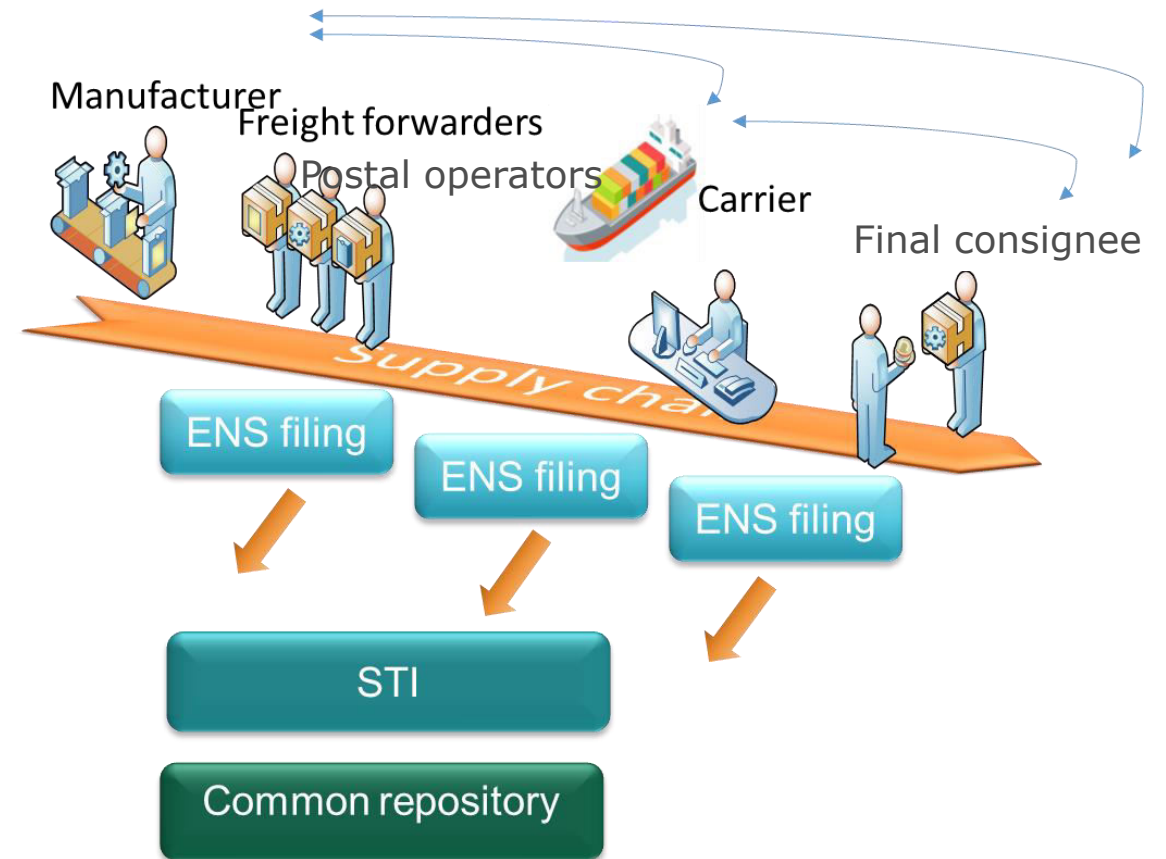 Manufacturer
Freight forwarders
Postal operators
Carrier
Final consignee
Supply chain
ENS filing
ENS filing
ENS filing
STI
Common repository